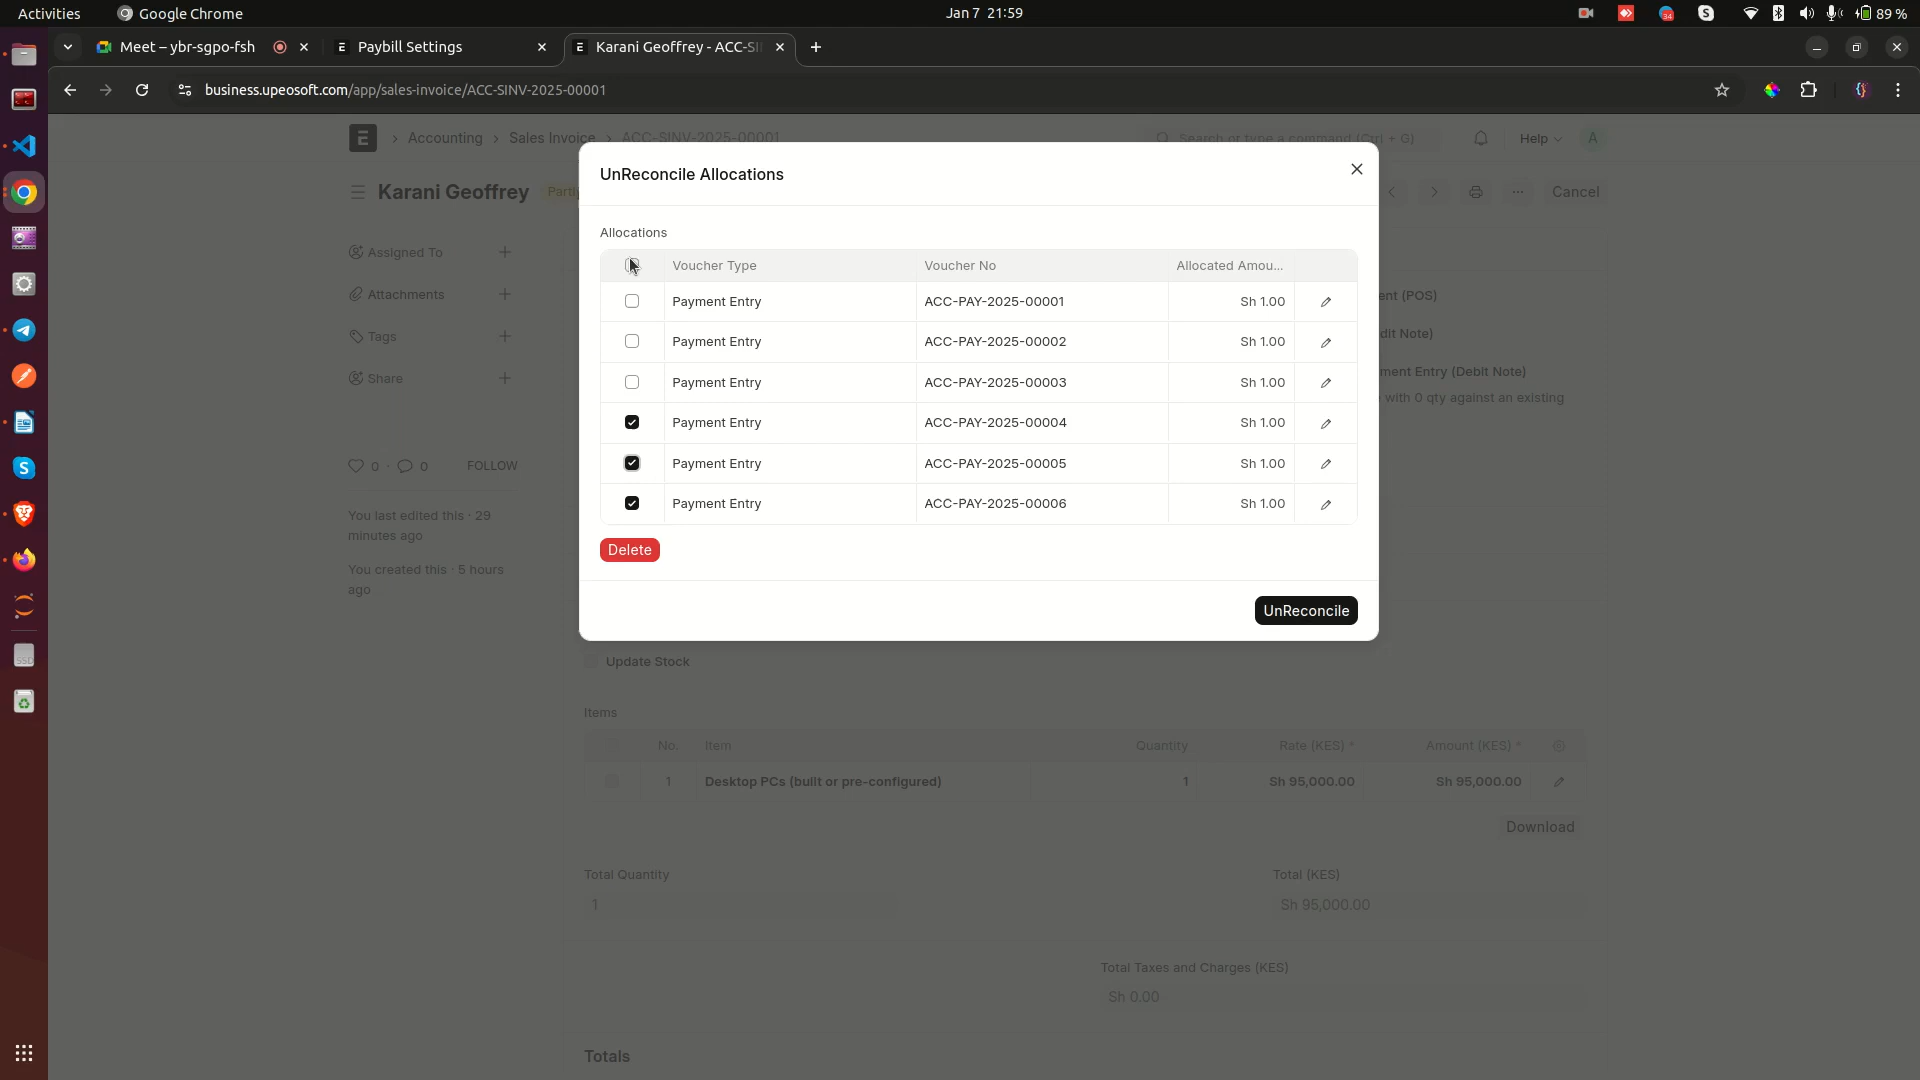 Activities
Google Chrome
Jan 7 21:59
34
89 %
Meet – ybr-sgpo-fsh
E Paybill Settings
E Karani Geoffrey - ACC-SI
business.upeosoft.com/app/sales-invoice/ACC-SINV-2025-00001
E
Accounting
Sales Invoice
ACC-SINV-2025-00001
Search or type a command (Ctrl + G)
Help
A
Karani Geoffrey
Cancel
UnReconcile Allocations
Allocations
Voucher Type Voucher No Allocated Amou...
Payment Entry ACC-PAY-2025-00001 Sh 1.00
Payment Entry ACC-PAY-2025-00002 Sh 1.00
Payment Entry ACC-PAY-2025-00003 Sh 1.00
Payment Entry ACC-PAY-2025-00004 Sh 1.00
Payment Entry ACC-PAY-2025-00005 Sh 1.00
Payment Entry ACC-PAY-2025-00006 Sh 1.00
Delete
UnReconcile
Assigned To
Attachments
Tags
Share
0 · 0 FOLLOW
You last edited this · 29
minutes ago
You created this · 5 hours
ago
(POS)
Note)
Entry (Debit Note)
with 0 qty against an existing
Update Stock
Items
No. Item Quantity Rate (KES) * Amount (KES) *
1 Desktop PCs (built or pre-configured) 1 Sh 95,000.00 Sh 95,000.00
Download
Total Quantity
1
Total (KES)
Sh 95,000.00
Total Taxes and Charges (KES)
Sh 0.00
Totals
SSD